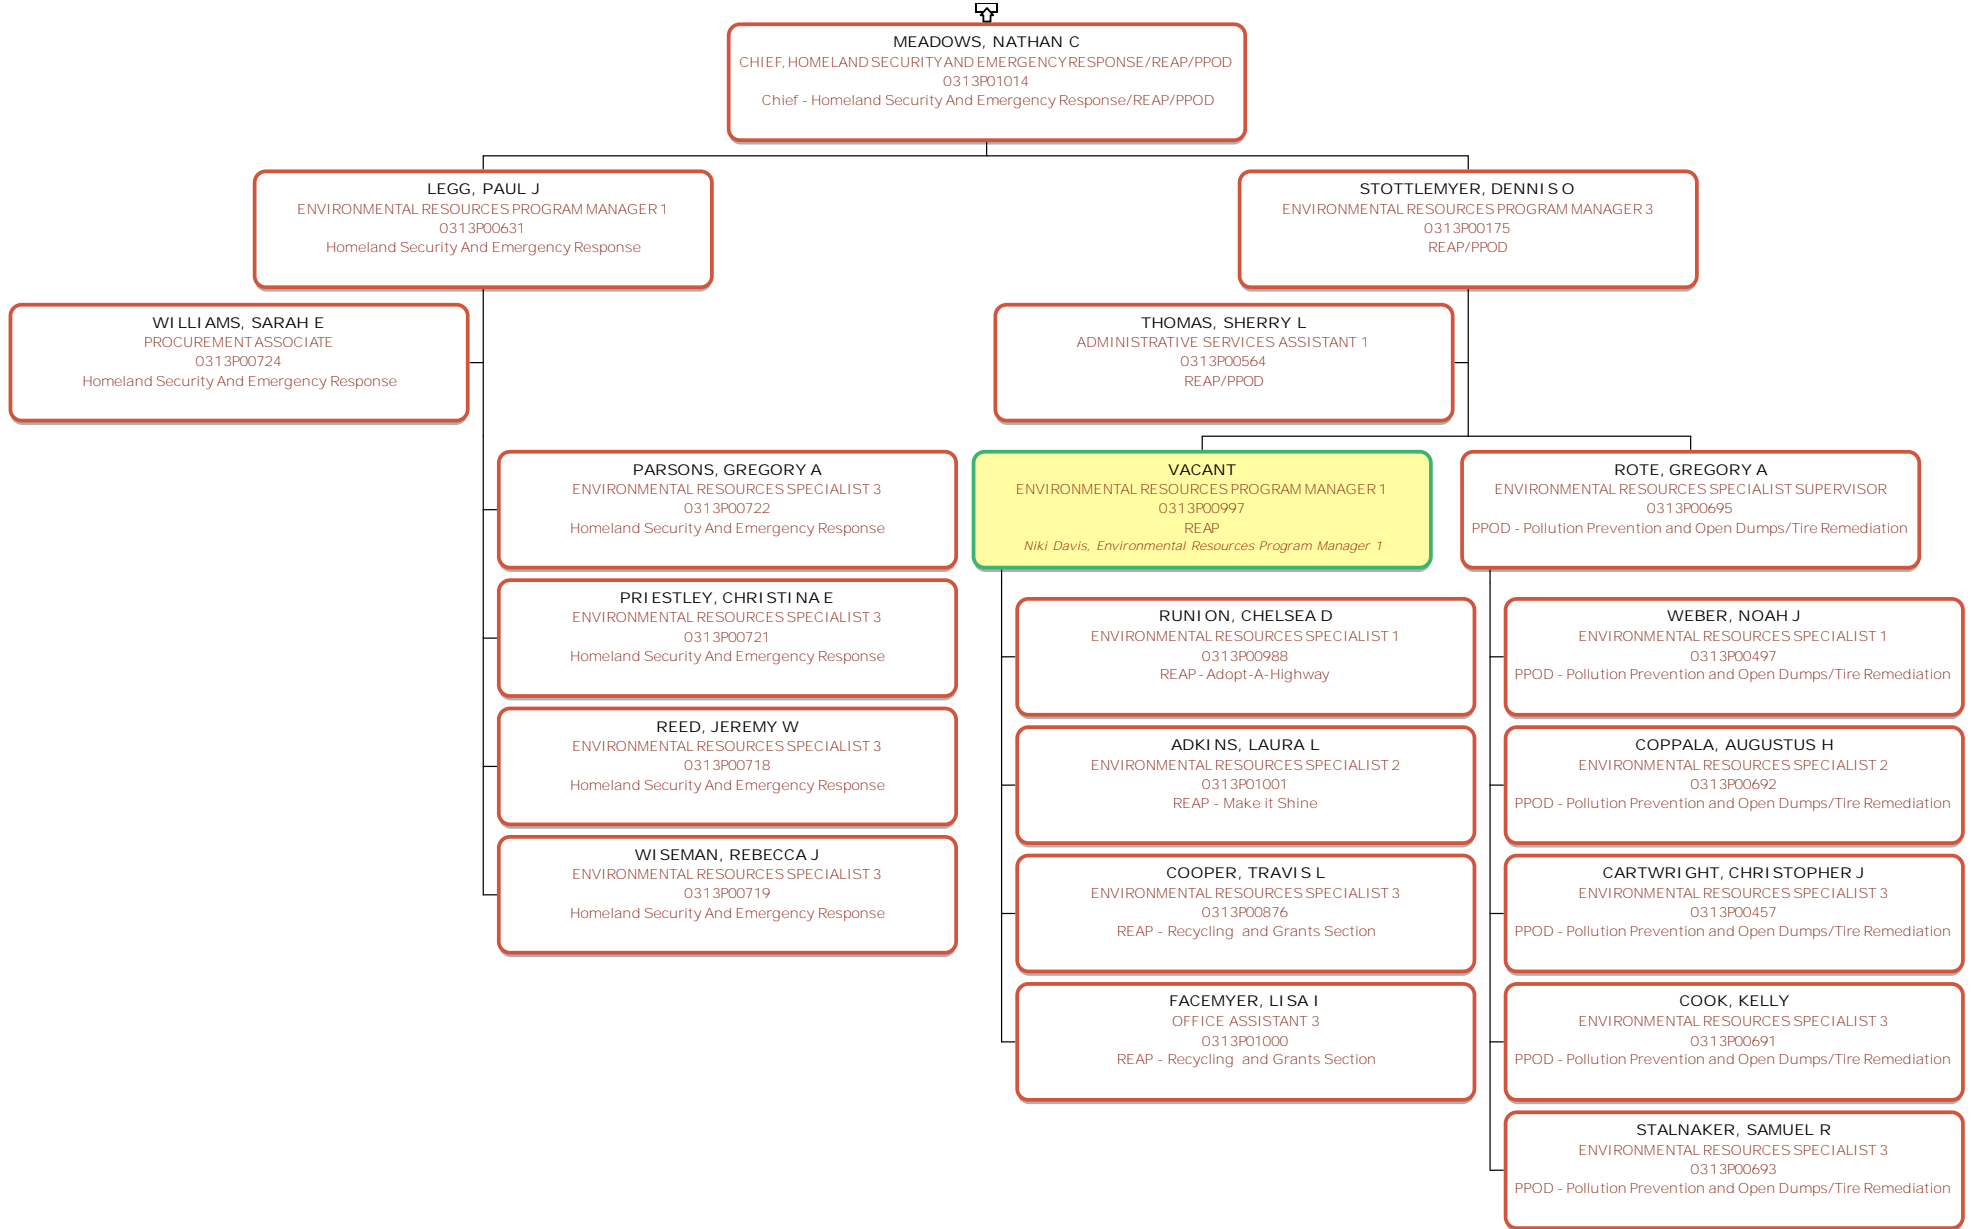 MEADOWS, NATHAN C
CHIEF, HOMELAND SECURITY AND EMERGENCY RESPONSE/REAP/PPOD
0313P01014
Chief - Homeland Security And Emergency Response/REAP/PPOD
LEGG, PAUL J
ENVIRONMENTAL RESOURCES PROGRAM MANAGER 1
0313P00631
Homeland Security And Emergency Response
STOTTLEMYER, DENNIS O
ENVIRONMENTAL RESOURCES PROGRAM MANAGER 3
0313P00175
REAP/PPOD
WILLIAMS, SARAH E
PROCUREMENT ASSOCIATE
0313P00724
Homeland Security And Emergency Response
THOMAS, SHERRY L
ADMINISTRATIVE SERVICES ASSISTANT 1
0313P00564
REAP/PPOD
PARSONS, GREGORY A
ENVIRONMENTAL RESOURCES SPECIALIST 3
0313P00722
Homeland Security And Emergency Response
PRIESTLEY, CHRISTINA E
ENVIRONMENTAL RESOURCES SPECIALIST 3
0313P00721
Homeland Security And Emergency Response
REED, JEREMY W
ENVIRONMENTAL RESOURCES SPECIALIST 3
0313P00718
Homeland Security And Emergency Response
WISEMAN, REBECCA J
ENVIRONMENTAL RESOURCES SPECIALIST 3
0313P00719
Homeland Security And Emergency Response
VACANT
ENVIRONMENTAL RESOURCES PROGRAM MANAGER 1
0313P00997
REAP
Niki Davis, Environmental Resources Program Manager 1
RUNION, CHELSEA D
ENVIRONMENTAL RESOURCES SPECIALIST 1
0313P00988
REAP - Adopt-A-Highway
ADKINS, LAURA L
ENVIRONMENTAL RESOURCES SPECIALIST 2
0313P01001
REAP - Make it Shine
COOPER, TRAVIS L
ENVIRONMENTAL RESOURCES SPECIALIST 3
0313P00876
REAP - Recycling and Grants Section
FACEMYER, LISA I
OFFICE ASSISTANT 3
0313P01000
REAP - Recycling and Grants Section
ROTE, GREGORY A
ENVIRONMENTAL RESOURCES SPECIALIST SUPERVISOR
0313P00695
PPOD - Pollution Prevention and Open Dumps/Tire Remediation
WEBER, NOAH J
ENVIRONMENTAL RESOURCES SPECIALIST 1
0313P00497
PPOD - Pollution Prevention and Open Dumps/Tire Remediation
COPPALA, AUGUSTUS H
ENVIRONMENTAL RESOURCES SPECIALIST 2
0313P00692
PPOD - Pollution Prevention and Open Dumps/Tire Remediation
CARTWRIGHT, CHRISTOPHER J
ENVIRONMENTAL RESOURCES SPECIALIST 3
0313P00457
PPOD - Pollution Prevention and Open Dumps/Tire Remediation
COOK, KELLY
ENVIRONMENTAL RESOURCES SPECIALIST 3
0313P00691
PPOD - Pollution Prevention and Open Dumps/Tire Remediation
STALNAKER, SAMUEL R
ENVIRONMENTAL RESOURCES SPECIALIST 3
0313P00693
PPOD - Pollution Prevention and Open Dumps/Tire Remediation